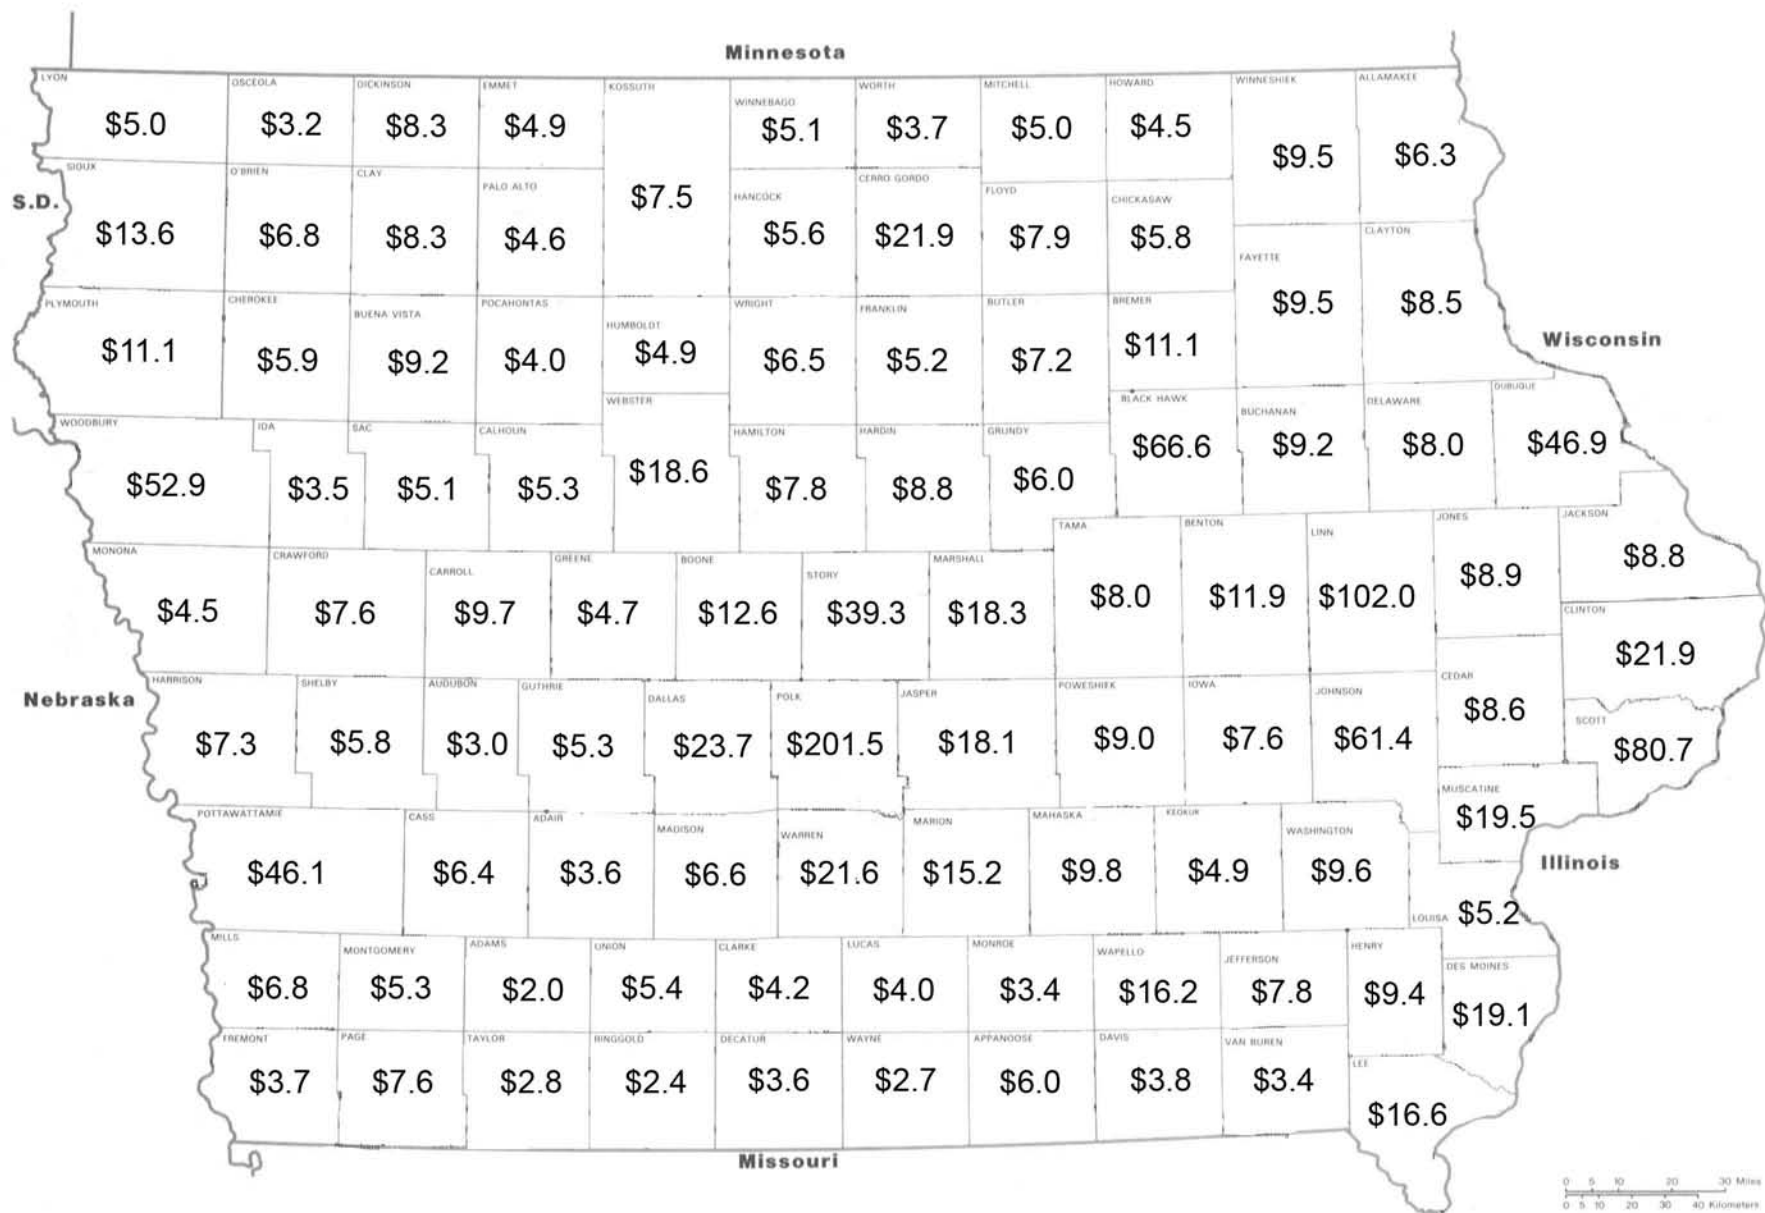 Minnesota
LYON
OSCEOLA
DICKINSON
EMMET
KOSSUTH
WINNEBAGO
WORTH
MITCHELL
HOWARD
WINNESHIEK
ALLAMAKEE
$5.0
$3.2
$8.3
$4.9
$7.5
$5.1
$3.7
$5.0
$4.5
$9.5
$6.3
S.D.
SIOUX
O'BRIEN
CLAY
PALO ALTO
HANCOCK
CERRO GORDO
FLOYD
CHICKASAW
FAYETTE
CLAYTON
$13.6
$6.8
$8.3
$4.6
$5.6
$21.9
$7.9
$5.8
$9.5
$8.5
PLYMOUTH
CHEROKEE
BUENA VISTA
POCAHONTAS
HUMBOLDT
WRIGHT
FRANKLIN
BUTLER
BREMER
$11.1
$5.9
$9.2
$4.0
$4.9
$6.5
$5.2
$7.2
$11.1
Wisconsin
WOODBURY
IDA
SAC
CALHOUN
WEBSTER
HAMILTON
HARDIN
GRUNDY
BLACK HAWK
BUCHANAN
DELAWARE
DUBUQUE
$52.9
$3.5
$5.1
$5.3
$18.6
$7.8
$8.8
$6.0
$66.6
$9.2
$8.0
$46.9
MONONA
CRAWFORD
CARROLL
GREENE
BOONE
STORY
MARSHALL
TAMA
BENTON
LINN
JONES
JACKSON
$4.5
$7.6
$9.7
$4.7
$12.6
$39.3
$18.3
$8.0
$11.9
$102.0
$8.9
$8.8
CLINTON
$21.9
Nebraska
HARRISON
SHELBY
AUDUBON
GUTHRIE
DALLAS
POLK
JASPER
POWESHIEK
IOWA
JOHNSON
CEDAR
SCOTT
$7.3
$5.8
$3.0
$5.3
$23.7
$201.5
$18.1
$9.0
$7.6
$61.4
$8.6
$80.7
POTTAWATTAMIE
CASS
ADAIR
MADISON
WARREN
MARION
MAHASKA
KEOKUK
WASHINGTON
MUSCATINE
$46.1
$6.4
$3.6
$6.6
$21.6
$15.2
$9.8
$4.9
$9.6
$19.5
Illinois
LOUISA
$5.2
MILLS
MONTGOMERY
ADAMS
UNION
CLARKE
LUCAS
MONROE
WAPELLO
JEFFERSON
HENRY
DES MOINES
$6.8
$5.3
$2.0
$5.4
$4.2
$4.0
$3.4
$16.2
$7.8
$9.4
$19.1
FREMONT
PAGE
TAYLOR
RINGGOLD
DECATUR
WAYNE
APPANOOSE
DAVIS
VAN BUREN
LEE
$3.7
$7.6
$2.8
$2.4
$3.6
$2.7
$6.0
$3.8
$3.4
$16.6
Missouri
0 5 10 20 30 Miles
0 5 10 20 30 40 Kilometers